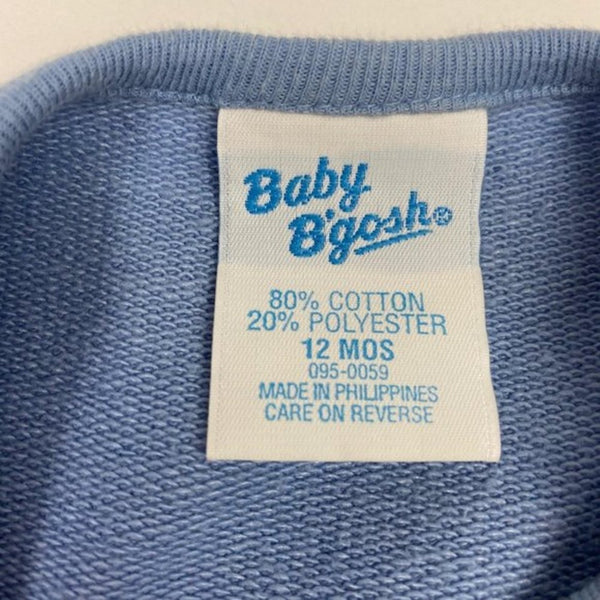 Baby
B'gosh®
80% COTTON
20% POLYESTER
12 MOS
095-0059
MADE IN PHILIPPINES
CARE ON REVERSE